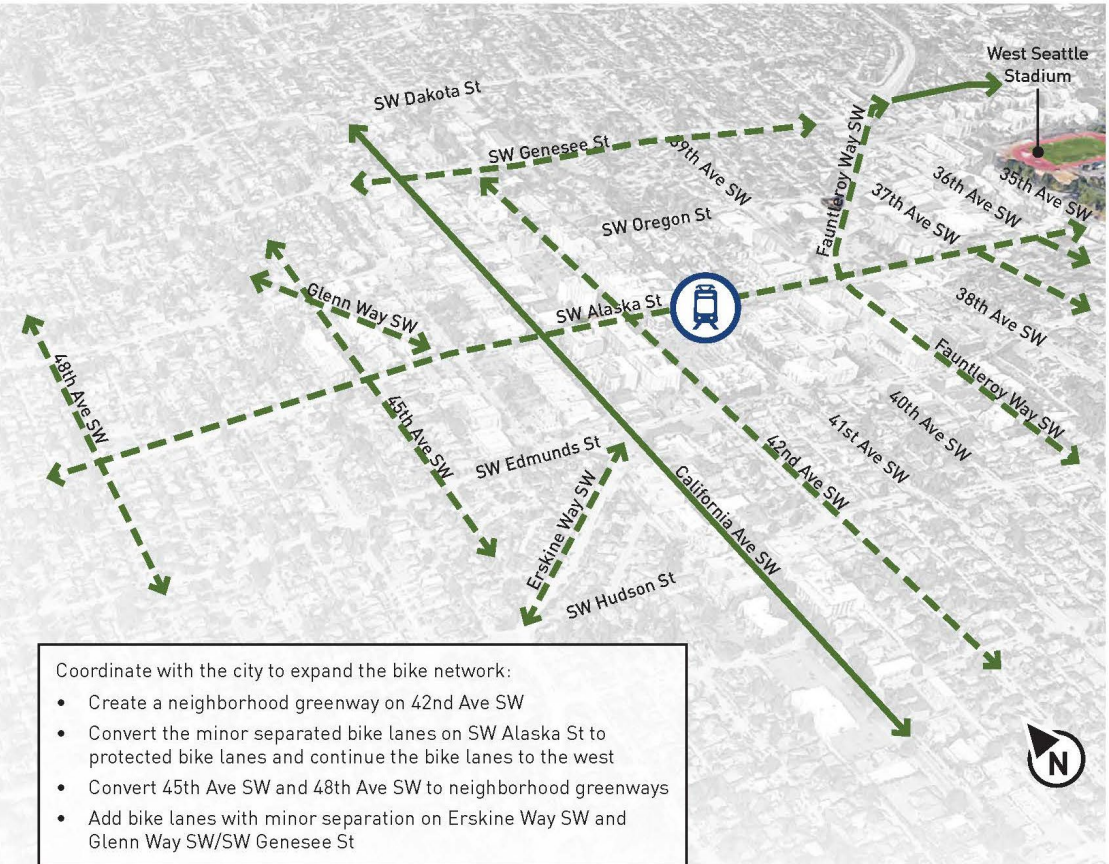 West Seattle
Stadium
SW Dakota St
SW Genesee St
39th Ave SW
Fauntleroy Way SW
35th Ave SW
36th Ave SW
37th Ave SW
SW Oregon St
Glenn Way SW
SW Alaska St
38th Ave SW
48th Ave SW
Fauntleroy Way SW
45th Ave SW
40th Ave SW
41st Ave SW
SW Edmunds St
42nd Ave SW
California Ave SW
Erskine Way SW
SW Hudson St
Coordinate with the city to expand the bike network:
• Create a neighborhood greenway on 42nd Ave SW
• Convert the minor separated bike lanes on SW Alaska St to
protected bike lanes and continue the bike lanes to the west
• Convert 45th Ave SW and 48th Ave SW to neighborhood greenways
• Add bike lanes with minor separation on Erskine Way SW and
Glenn Way SW/SW Genesee St
N